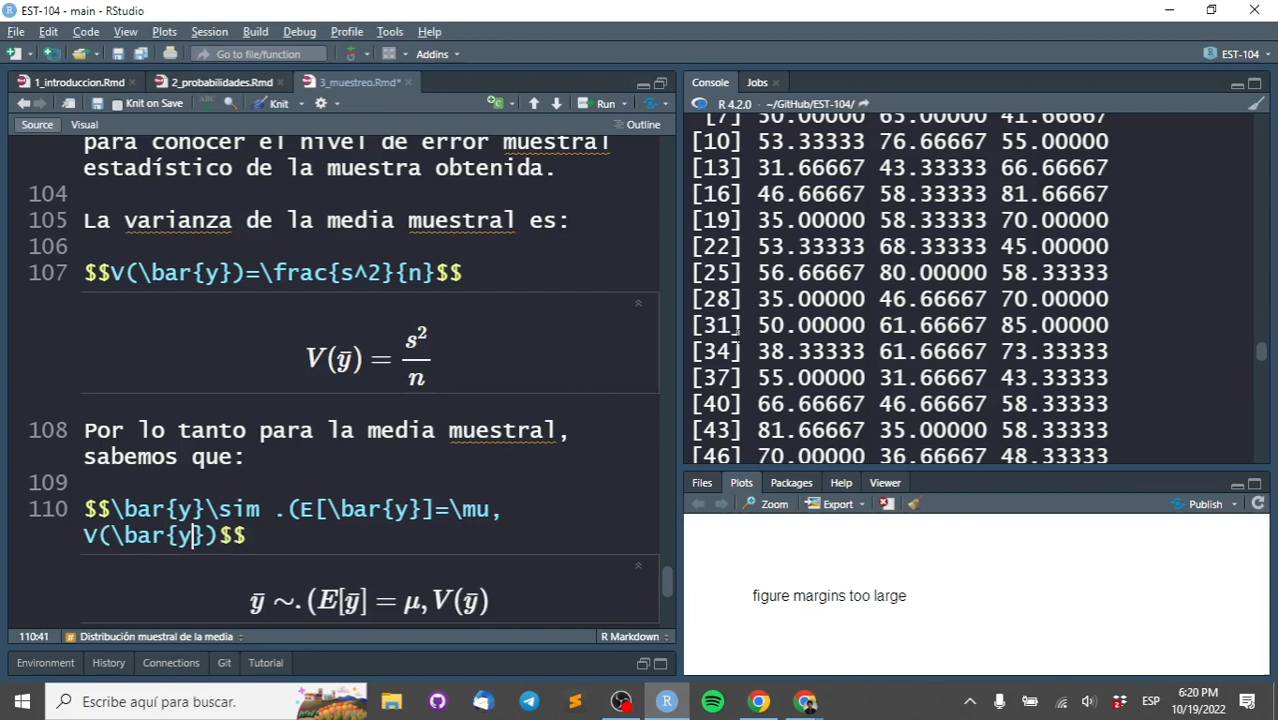 EST-104 - main - RStudio
File Edit Code View Plots Session Build Debug Profile Tools Help
Go to file/function Addins EST-104
1_introduccion.Rmd 2_probabilidades.Rmd 3_muestreo.Rmd*
Knit on Save ABC Knit Run
Source Visual Outline
para conocer el nivel de error muestral
estadístico de la muestra obtenida.
104
105 La varianza de la media muestral es:
106
107 $$V(\bar{y})=\frac{s^2}{n}$$
V(ȳ) = s²/n
108 Por lo tanto para la media muestral,
sabemos que:
109
110 $$\bar{y}\sim .(E[\bar{y}]=\mu,
V(\bar{y})$$
ȳ ∼. (E[ȳ] = μ, V(ȳ)
110:41 # Distribución muestral de la media R Markdown
Environment History Connections Git Tutorial
Console Jobs
R 4.2.0 · ~/GitHub/EST-104/
[7] 50.00000 65.00000 41.66667
[10] 53.33333 76.66667 55.00000
[13] 31.66667 43.33333 66.66667
[16] 46.66667 58.33333 81.66667
[19] 35.00000 58.33333 70.00000
[22] 53.33333 68.33333 45.00000
[25] 56.66667 80.00000 58.33333
[28] 35.00000 46.66667 70.00000
[31] 50.00000 61.66667 85.00000
[34] 38.33333 61.66667 73.33333
[37] 55.00000 31.66667 43.33333
[40] 66.66667 46.66667 58.33333
[43] 81.66667 35.00000 58.33333
[46] 70.00000 36.66667 48.33333
Files Plots Packages Help Viewer
Zoom Export Publish
figure margins too large
Escribe aquí para buscar.
ESP
6:20 PM
10/19/2022